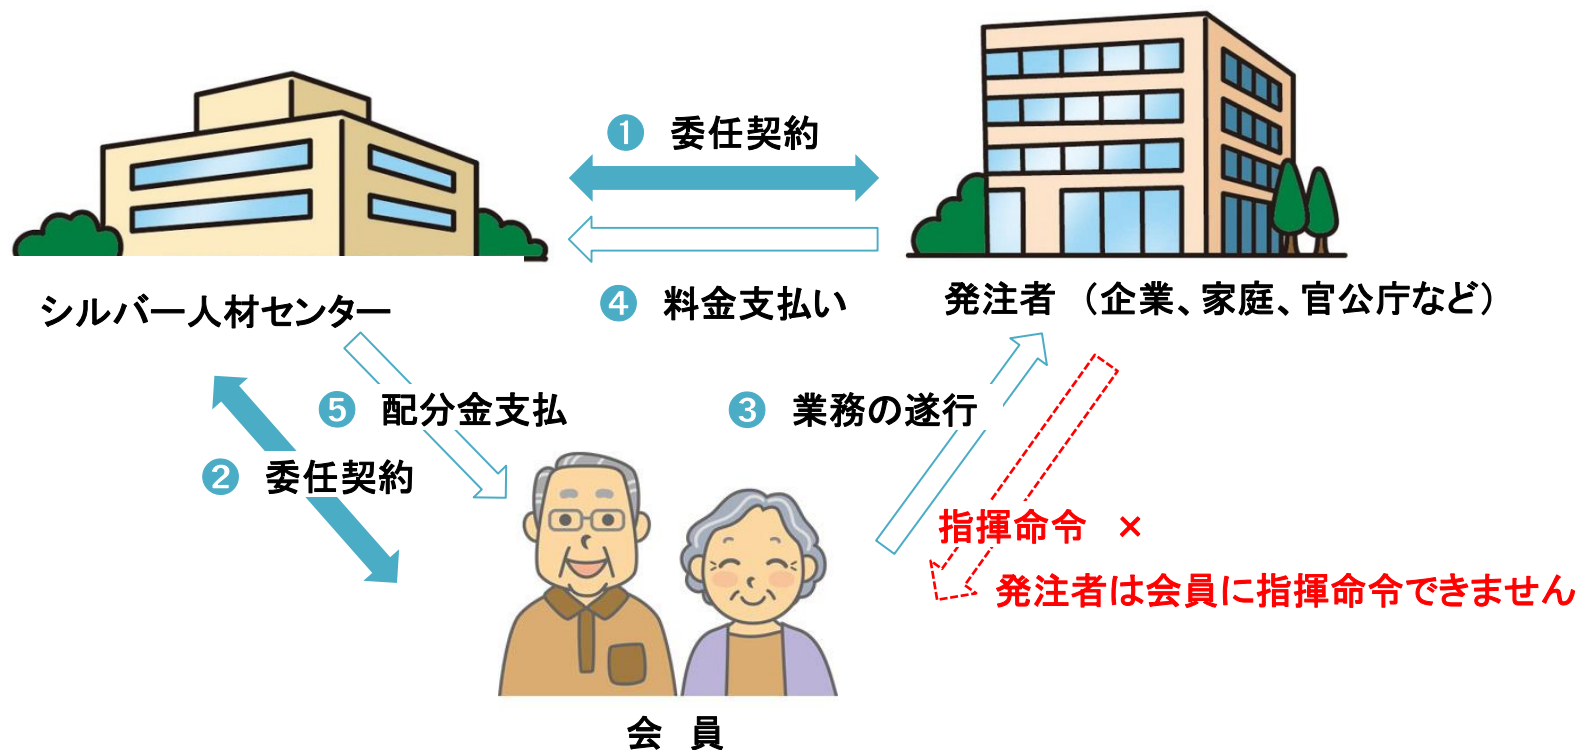 ❶ 委任契約
❹ 料金支払い
シルバー人材センター
発注者 （企業、家庭、官公庁など）
❺ 配分金支払
❸ 業務の遂行
❷ 委任契約
指揮命令 ×
発注者は会員に指揮命令できません
会 員